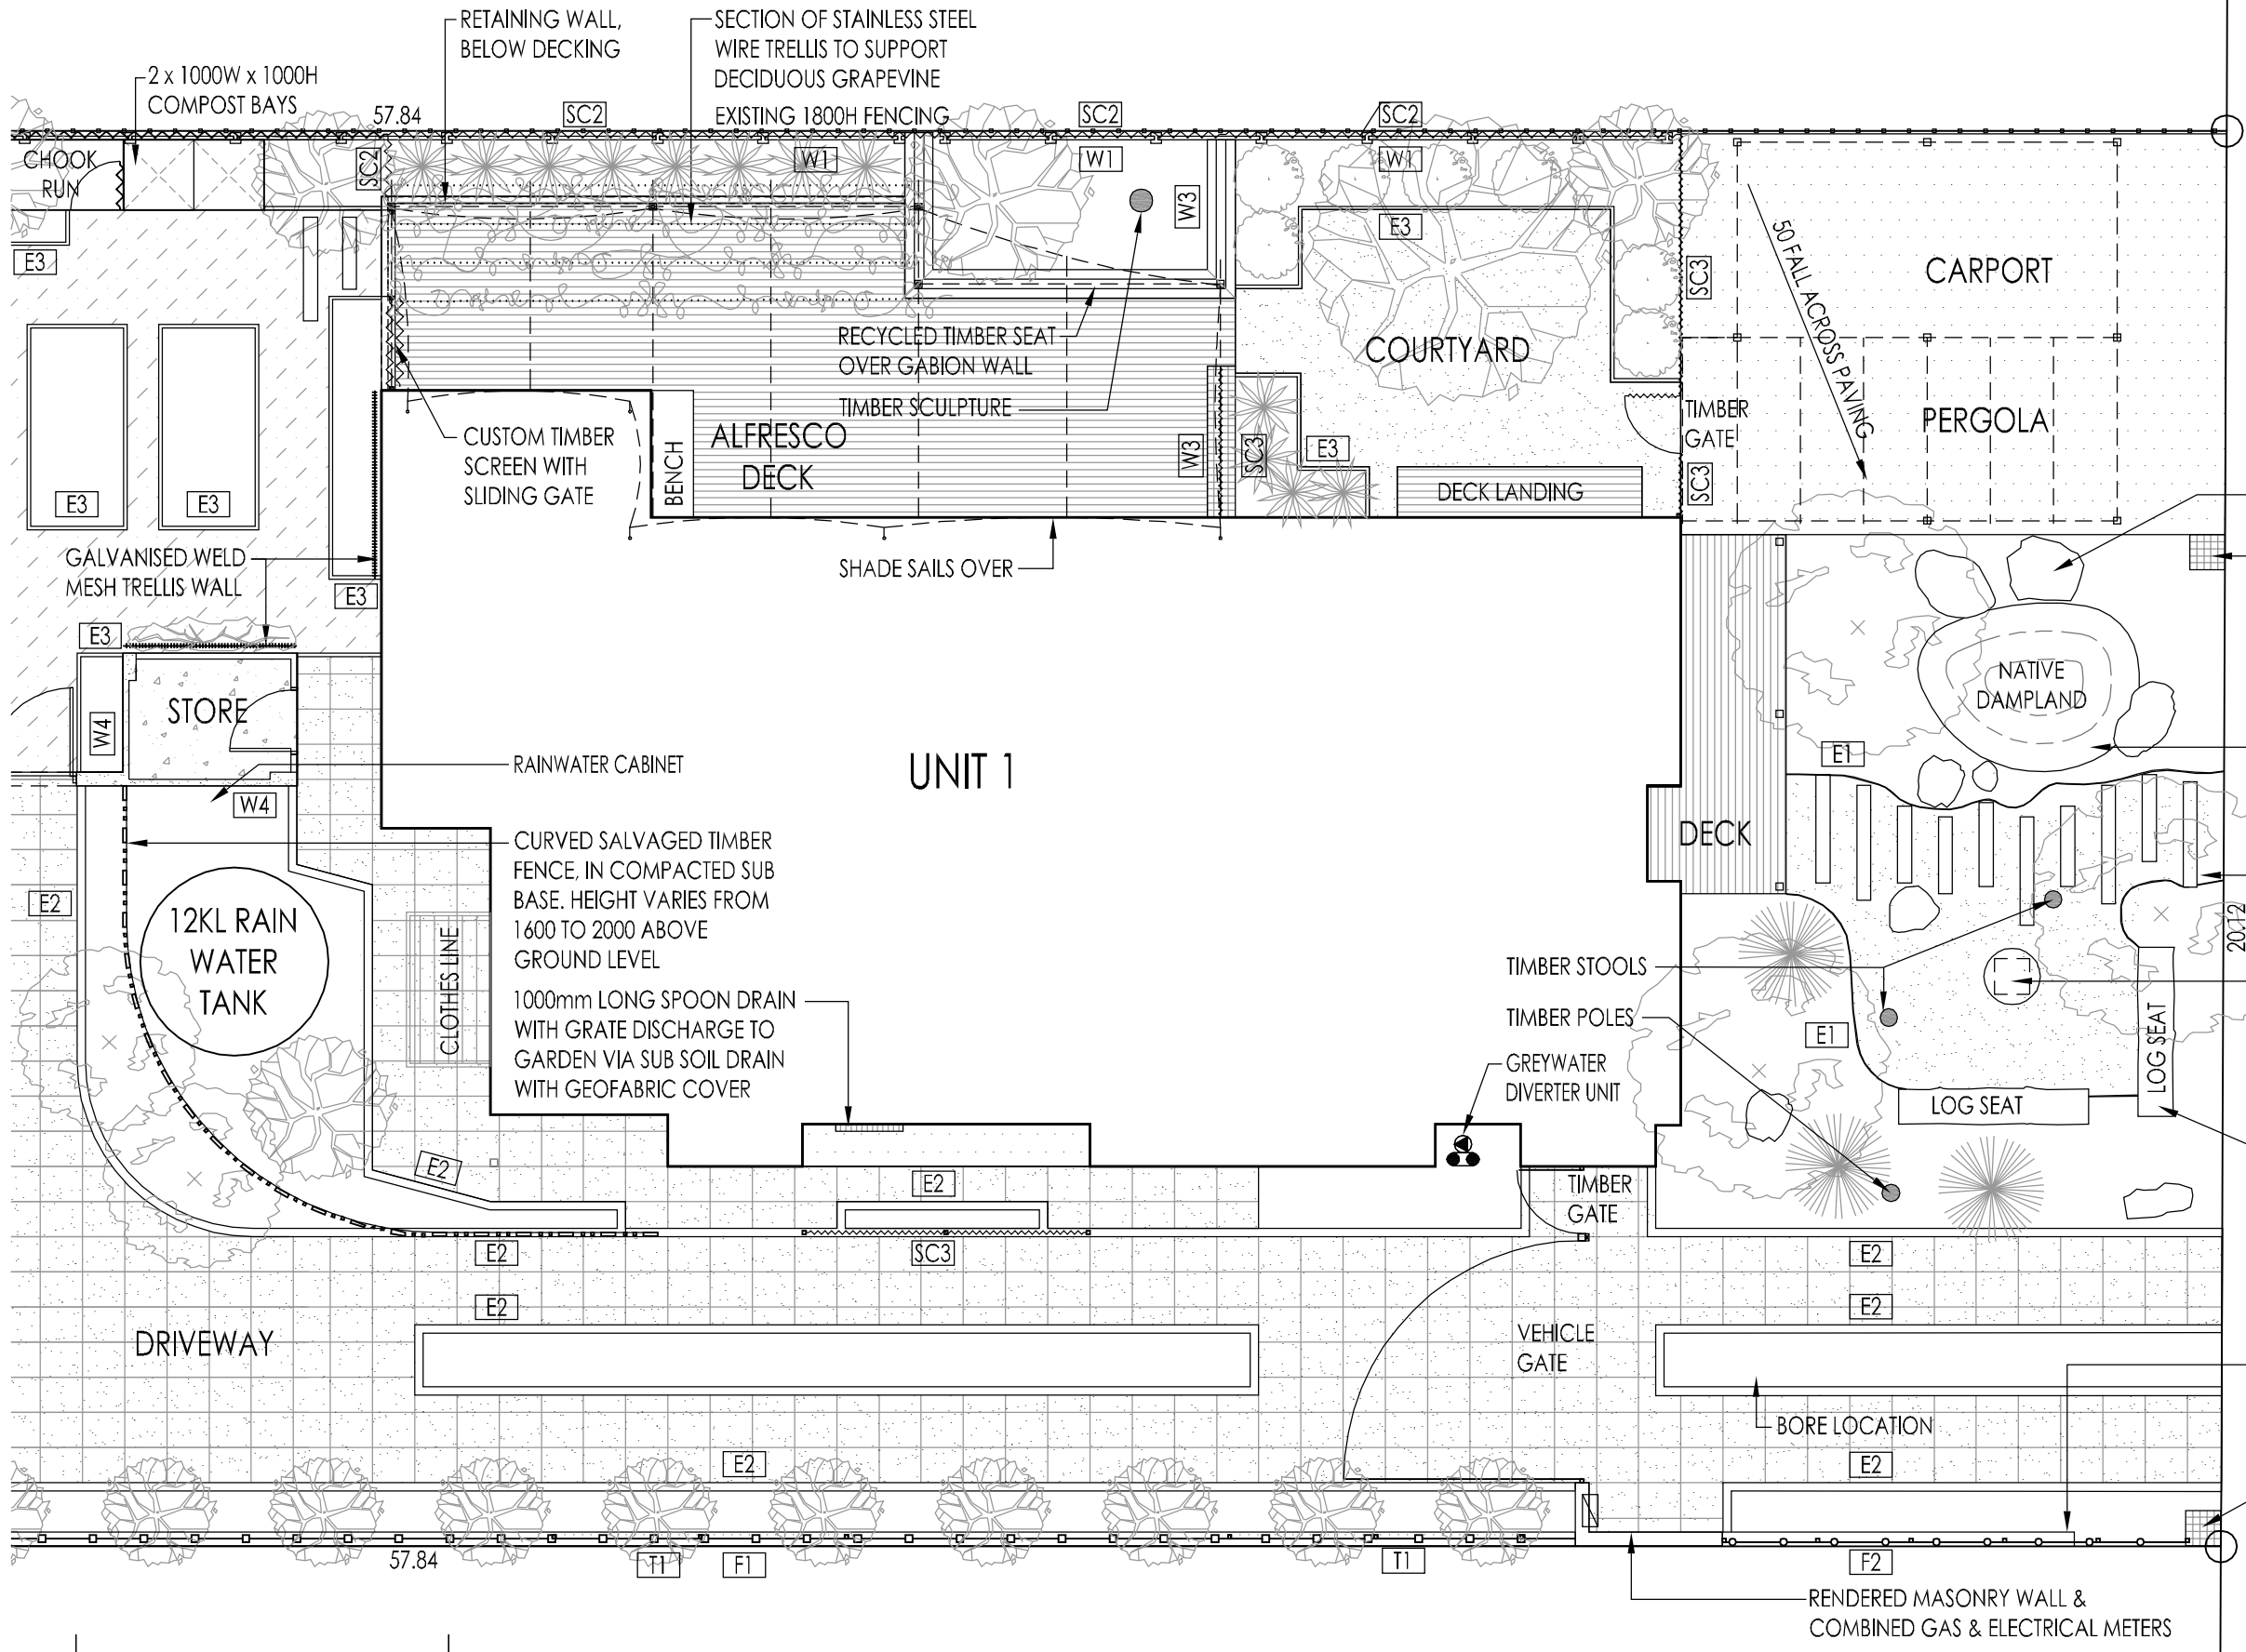 RETAINING WALL,
BELOW DECKING
SECTION OF STAINLESS STEEL
WIRE TRELLIS TO SUPPORT
DECIDUOUS GRAPEVINE
EXISTING 1800H FENCING
2 x 1000W x 1000H
COMPOST BAYS
57.84
SC2
SC2
SC2
CHOOK
RUN
SC2
W1
W1
W1
W3
E3
E3
50 FALL ACROSS PAVING
SC3
CARPORT
RECYCLED TIMBER SEAT
OVER GABION WALL
COURTYARD
TIMBER SCULPTURE
TIMBER
GATE
PERGOLA
CUSTOM TIMBER
SCREEN WITH
SLIDING GATE
BENCH
ALFRESCO
DECK
W3
SC3
E3
DECK LANDING
SC3
E3
E3
GALVANISED WELD
MESH TRELLIS WALL
SHADE SAILS OVER
E3
E3
NATIVE
DAMPLAND
STORE
W4
RAINWATER CABINET
UNIT 1
E1
W4
DECK
CURVED SALVAGED TIMBER
FENCE, IN COMPACTED SUB
BASE. HEIGHT VARIES FROM
1600 TO 2000 ABOVE
GROUND LEVEL
E2
12KL RAIN
WATER
TANK
CLOTHES LINE
20.12
TIMBER STOOLS
1000mm LONG SPOON DRAIN
WITH GRATE DISCHARGE TO
GARDEN VIA SUB SOIL DRAIN
WITH GEOFABRIC COVER
TIMBER POLES
E1
LOG SEAT
GREYWATER
DIVERTER UNIT
LOG SEAT
E2
E2
TIMBER
GATE
E2
SC3
E2
E2
E2
DRIVEWAY
VEHICLE
GATE
BORE LOCATION
E2
E2
57.84
T1
F1
T1
F2
RENDERED MASONRY WALL &
COMBINED GAS & ELECTRICAL METERS